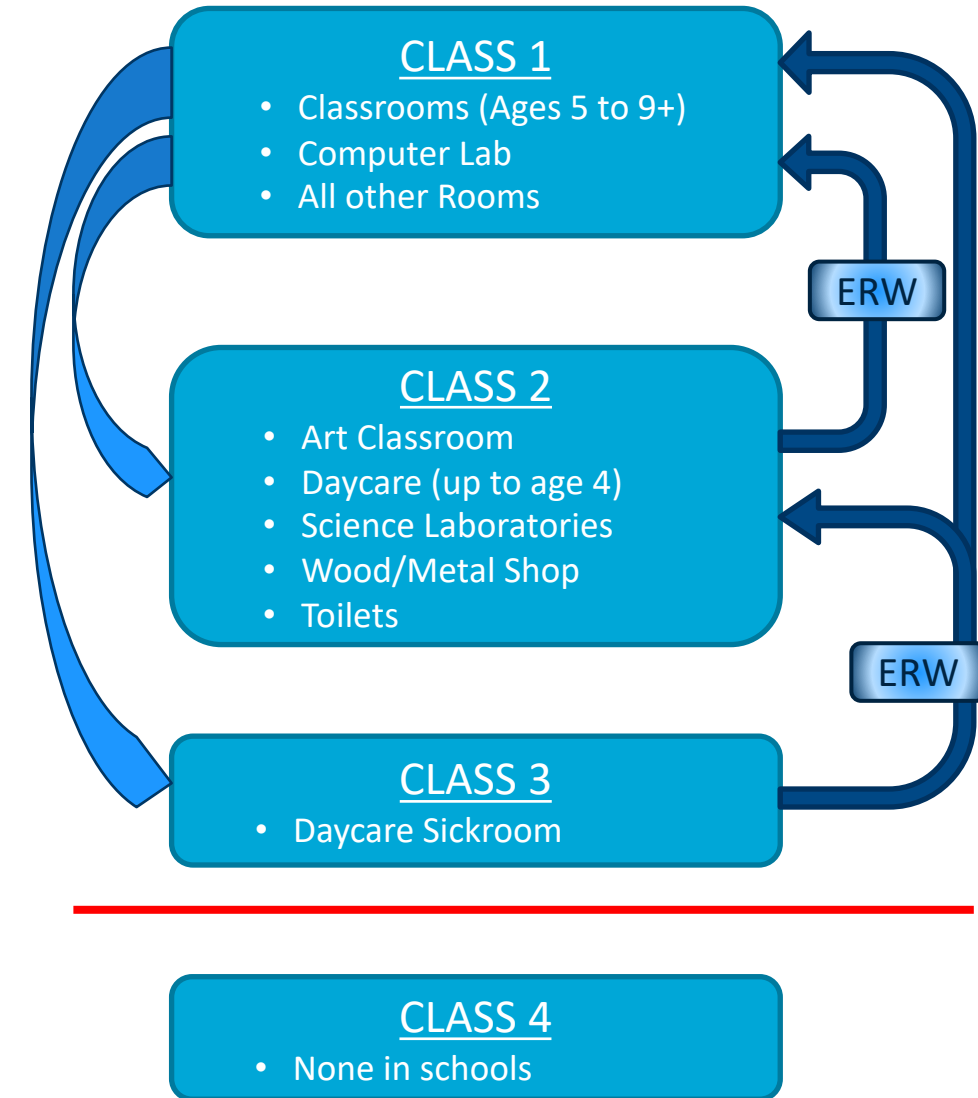 CLASS 1
• Classrooms (Ages 5 to 9+)
• Computer Lab
• All other Rooms
ERW
CLASS 2
• Art Classroom
• Daycare (up to age 4)
• Science Laboratories
• Wood/Metal Shop
• Toilets
ERW
CLASS 3
• Daycare Sickroom
CLASS 4
• None in schools